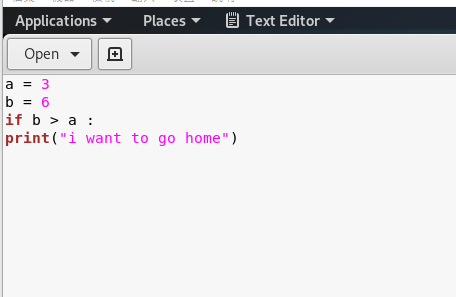 Applications Places Text Editor
Open
a = 3
b = 6
if b > a :
print("i want to go home")